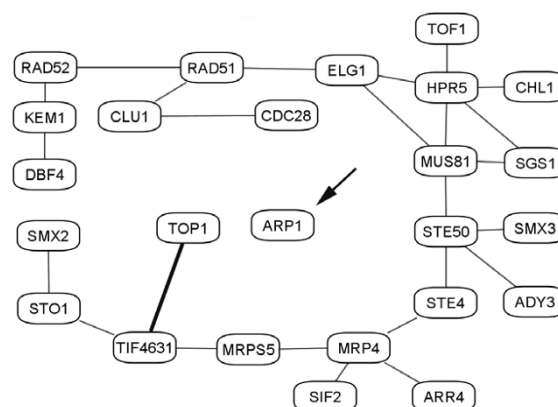 TOF1
RAD52 RAD51 ELG1 HPR5 CHL1
KEM1 CLU1 CDC28
DBF4 MUS81 SGS1
SMX2 TOP1 ARP1 STE50 SMX3
STO1 STE4 ADY3
TIF4631 MRPS5 MRP4
SIF2 ARR4